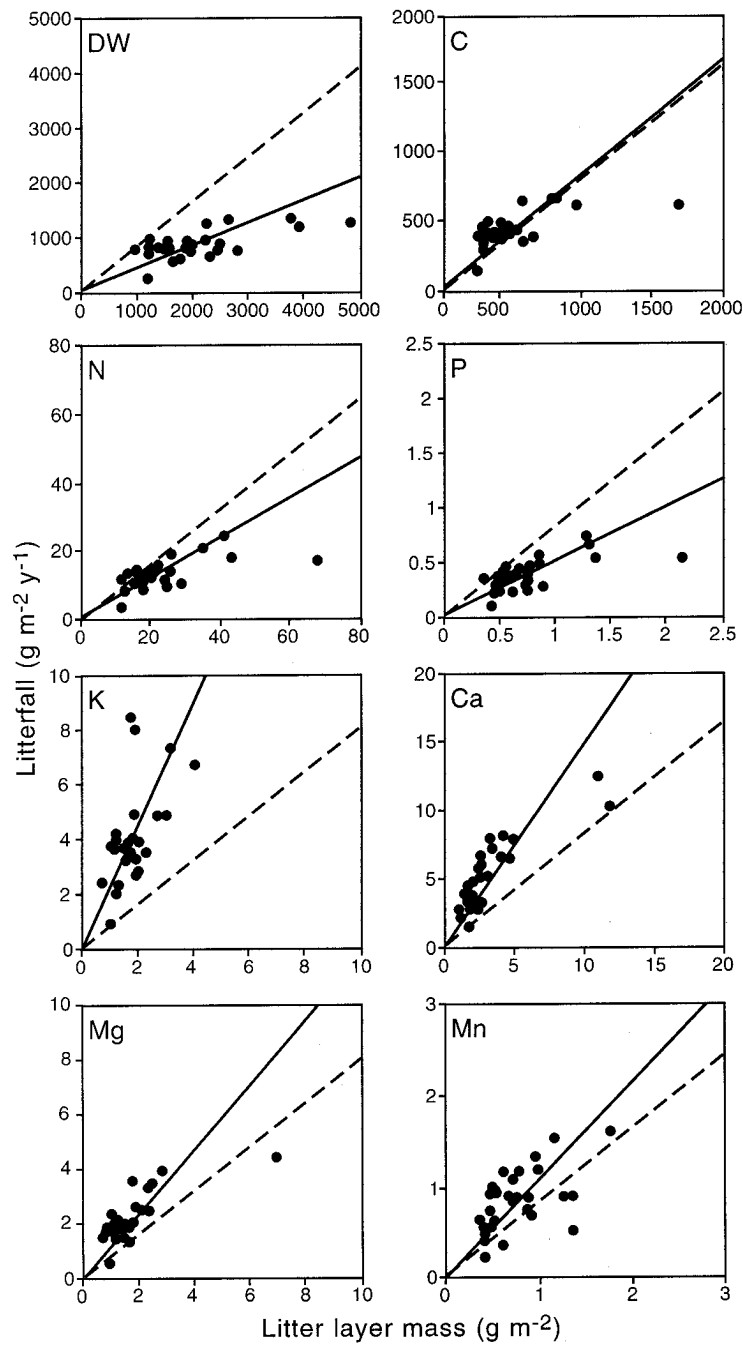 5000
4000
3000
2000
1000
0
DW
0 1000 2000 3000 4000 5000
2000
1500
1000
500
0
C
0 500 1000 1500 2000
80
60
40
20
0
N
0 20 40 60 80
2.5
2
1.5
1
0.5
0
P
0 0.5 1 1.5 2 2.5
10
8
6
4
2
0
K
0 2 4 6 8 10
20
15
10
5
0
Ca
0 5 10 15 20
10
8
6
4
2
0
Mg
0 2 4 6 8 10
3
2
1
0
Mn
0 1 2 3
Litterfall (g m-2 y-1)
Litter layer mass (g m-2)